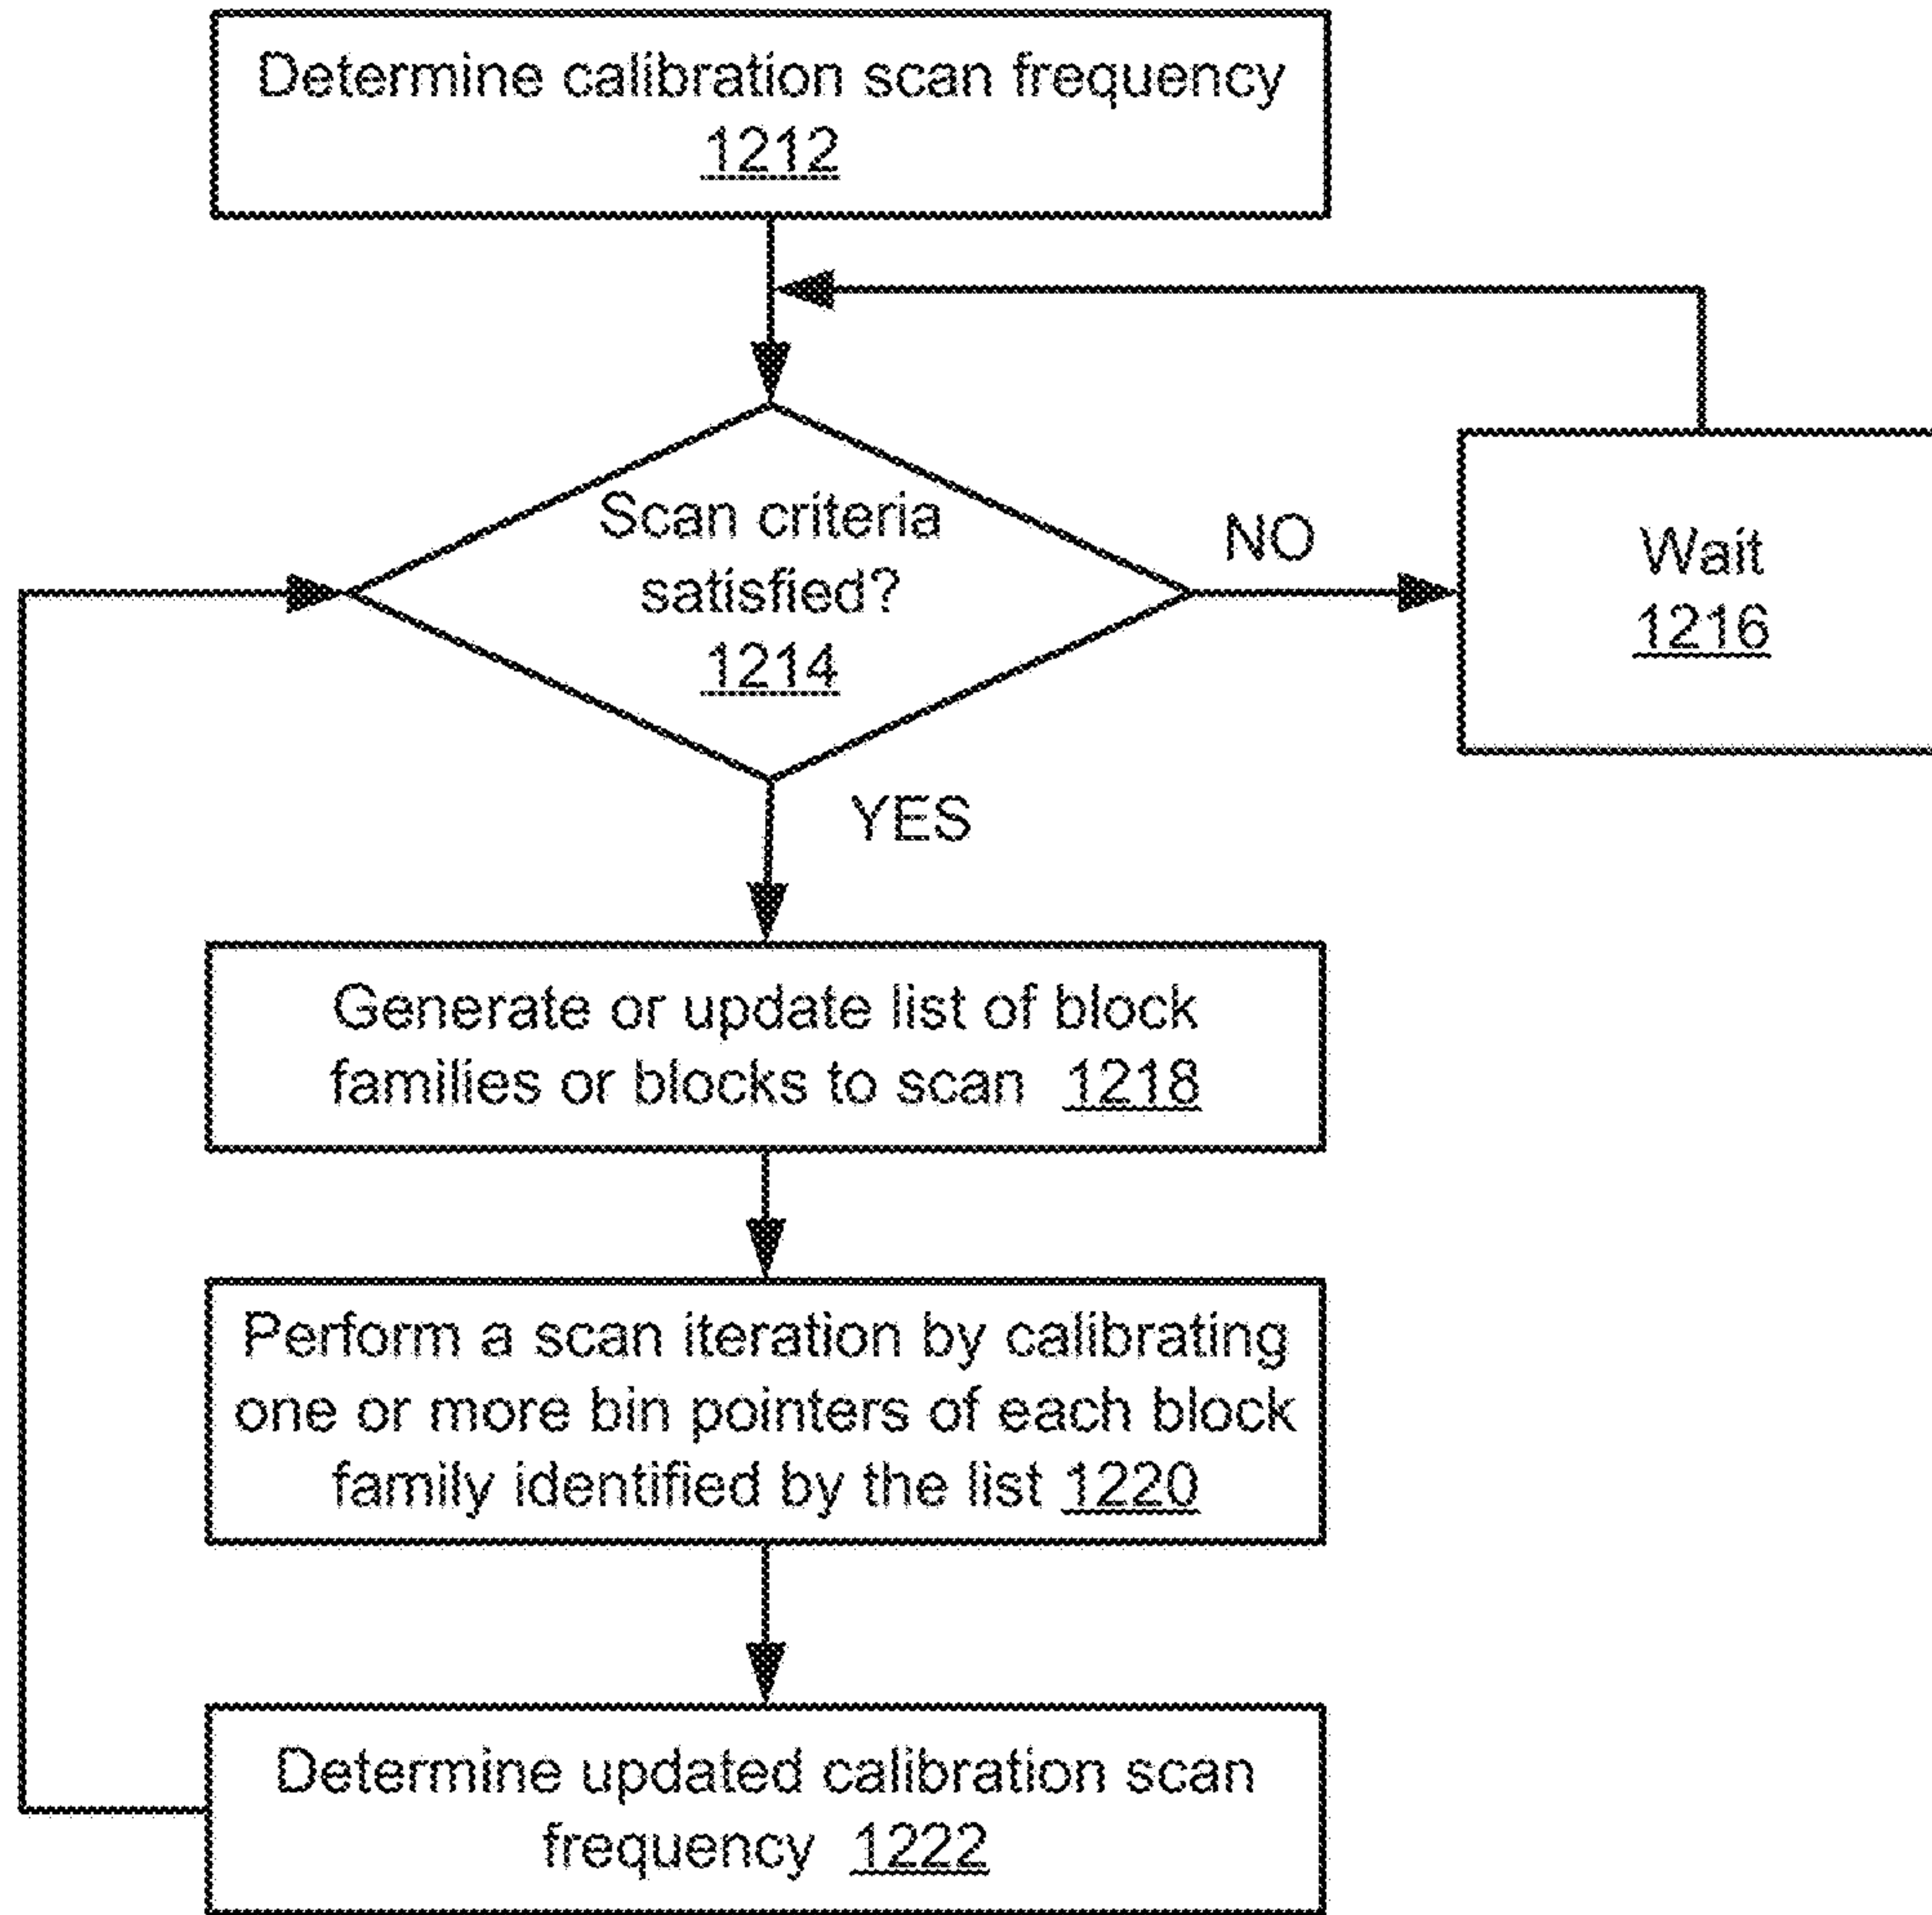 Determine calibration scan frequency
1212
Scan criteria
satisfied?
1214
NO
Wait
1216
YES
Generate or update list of block
families or blocks to scan 1218
Perform a scan iteration by calibrating
one or more bin pointers of each block
family identified by the list 1220
Determine updated calibration scan
frequency 1222